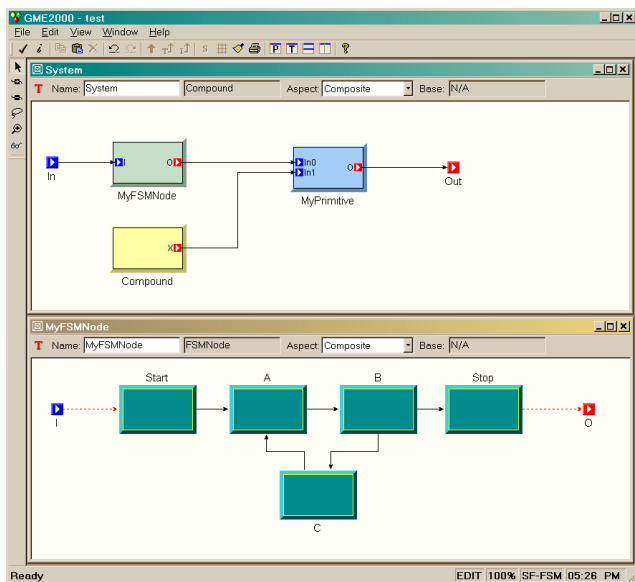 GME2000 - test
File Edit View Window Help
System
T Name: System Compound Aspect: Composite Base: N/A
In
I O
MyFSMNode
In0
In1
O
MyPrimitive
Out
X
Compound
MyFSMNode
T Name: MyFSMNode FSMNode Aspect: Composite Base: N/A
Start A B Stop
I
O
C
Ready EDIT 100% SF-FSM 05:26 PM